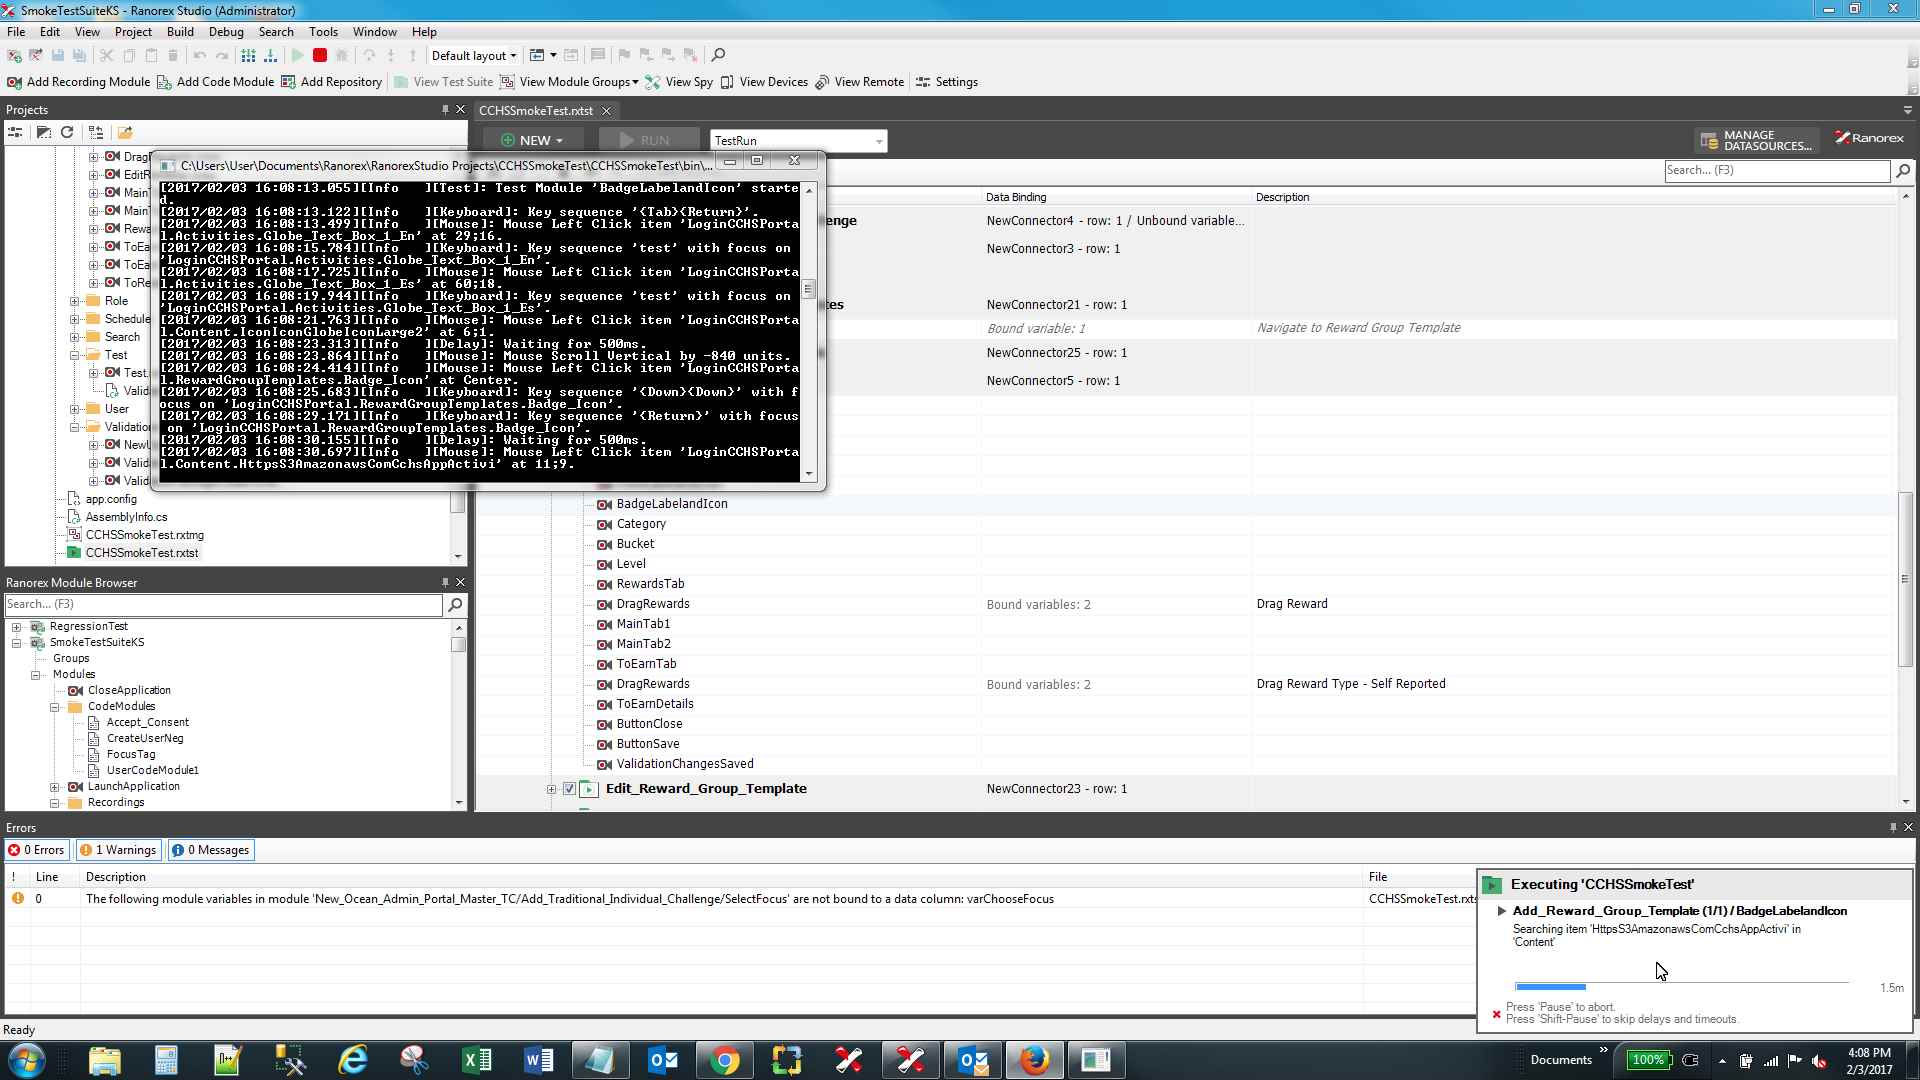 SmokeTestSuiteKS - Ranorex Studio (Administrator)
File Edit View Project Build Debug Search Tools Window Help
Default layout
Add Recording Module Add Code Module Add Repository View Test Suite View Module Groups View Spy View Devices View Remote Settings
Projects
CCHSSmokeTest.rxtst
NEW RUN TestRun MANAGE DATASOURCES... Ranorex
Search... (F3)
Data Binding Description
Drag
EditR
MainT
MainT
Rewa
ToEa
ToEa
ToRe
Role
Schedule
Search
Test
Test.
Valida
User
Validation
NewU
Valida
Valida
app.config
AssemblyInfo.cs
CCHSSmokeTest.rxtmg
CCHSSmokeTest.rxtst
C:\Users\User\Documents\Ranorex\RanorexStudio Projects\CCHSSmokeTest\CCHSSmokeTest\bin\...
[2017/02/03 16:08:13.055][Info ][Test]: Test Module 'BadgeLabelandIcon' starte
d.
[2017/02/03 16:08:13.122][Info ][Keyboard]: Key sequence '{Tab}{Return}'.
[2017/02/03 16:08:13.499][Info ][Mouse]: Mouse Left Click item 'LoginCCHSPorta
l.Activities.Globe_Text_Box_1_En' at 29;16.
[2017/02/03 16:08:15.784][Info ][Keyboard]: Key sequence 'test' with focus on
'LoginCCHSPortal.Activities.Globe_Text_Box_1_En'.
[2017/02/03 16:08:17.725][Info ][Mouse]: Mouse Left Click item 'LoginCCHSPorta
l.Activities.Globe_Text_Box_1_Es' at 60;18.
[2017/02/03 16:08:19.944][Info ][Keyboard]: Key sequence 'test' with focus on
'LoginCCHSPortal.Activities.Globe_Text_Box_1_Es'.
[2017/02/03 16:08:21.763][Info ][Mouse]: Mouse Left Click item 'LoginCCHSPorta
l.Content.IconIconGlobeIconLarge2' at 6;1.
[2017/02/03 16:08:23.313][Info ][Delay]: Waiting for 500ms.
[2017/02/03 16:08:23.864][Info ][Mouse]: Mouse Scroll Vertical by -840 units.
[2017/02/03 16:08:24.414][Info ][Mouse]: Mouse Left Click item 'LoginCCHSPorta
l.RewardGroupTemplates.Badge_Icon' at Center.
[2017/02/03 16:08:25.683][Info ][Keyboard]: Key sequence '{Down}{Down}' with f
ocus on 'LoginCCHSPortal.RewardGroupTemplates.Badge_Icon'.
[2017/02/03 16:08:29.171][Info ][Keyboard]: Key sequence '{Return}' with focus
on 'LoginCCHSPortal.RewardGroupTemplates.Badge_Icon'.
[2017/02/03 16:08:30.155][Info ][Delay]: Waiting for 500ms.
[2017/02/03 16:08:30.697][Info ][Mouse]: Mouse Left Click item 'LoginCCHSPorta
l.Content.HttpsS3AmazonawsComCchsAppActivi' at 11;9.
enge NewConnector4 - row: 1 / Unbound variable...
NewConnector3 - row: 1
tes NewConnector21 - row: 1
Bound variable: 1 Navigate to Reward Group Template
NewConnector25 - row: 1
NewConnector5 - row: 1
BadgeLabelandIcon
Category
Bucket
Level
RewardsTab
DragRewards Bound variables: 2 Drag Reward
MainTab1
MainTab2
ToEarnTab
DragRewards Bound variables: 2 Drag Reward Type - Self Reported
ToEarnDetails
ButtonClose
ButtonSave
ValidationChangesSaved
Edit_Reward_Group_Template NewConnector23 - row: 1
Ranorex Module Browser
Search... (F3)
RegressionTest
SmokeTestSuiteKS
Groups
Modules
CloseApplication
CodeModules
Accept_Consent
CreateUserNeg
FocusTag
UserCodeModule1
LaunchApplication
Recordings
Errors
0 Errors 1 Warnings 0 Messages
! Line Description File
0 The following module variables in module 'New_Ocean_Admin_Portal_Master_TC/Add_Traditional_Individual_Challenge/SelectFocus' are not bound to a data column: varChooseFocus CCHSSmokeTest.rxts
Executing 'CCHSSmokeTest'
Add_Reward_Group_Template (1/1) / BadgeLabelandIcon
Searching item 'HttpsS3AmazonawsComCchsAppActivi' in
'Content'
1.5m
Press 'Pause' to abort.
Press 'Shift-Pause' to skip delays and timeouts.
Ready
Documents 100% 4:08 PM
2/3/2017